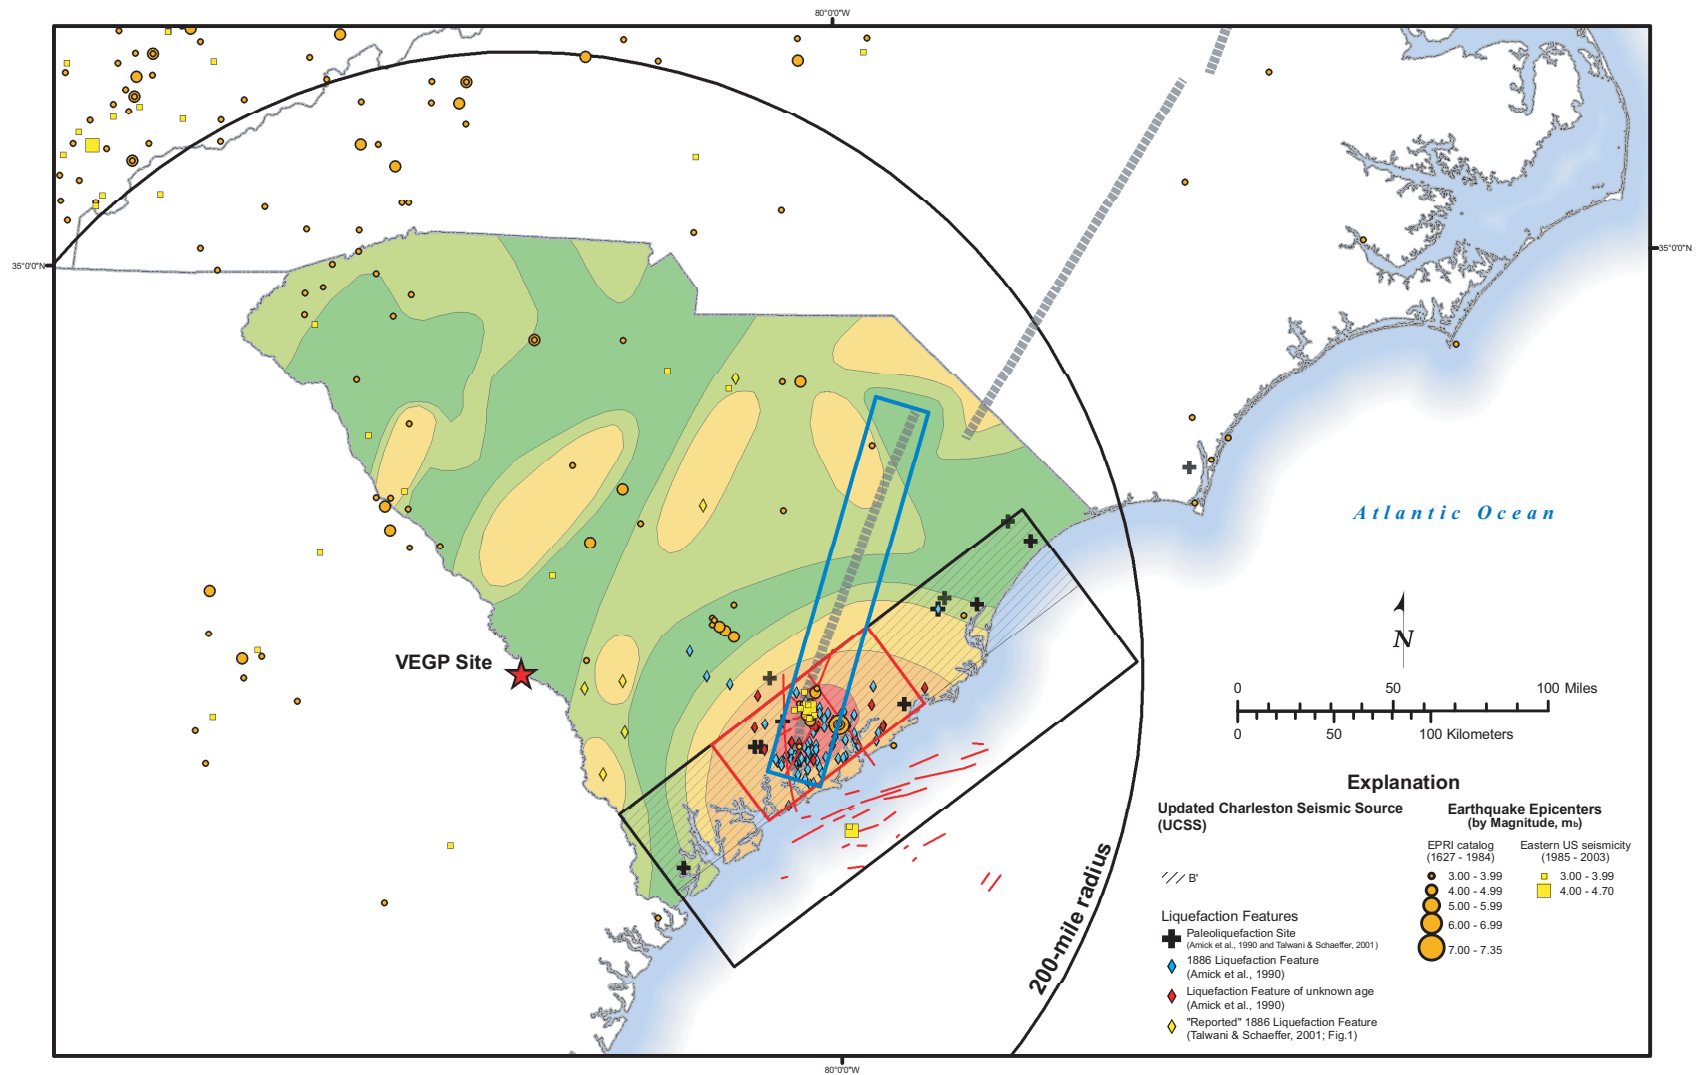 80°0'0"W
35°0'0"N
35°0'0"N
Atlantic Ocean
N
VEGP Site
0 50 100 Miles
0 50 100 Kilometers
200-mile radius
Explanation
Updated Charleston Seismic Source
(UCSS)
B'
Liquefaction Features
Paleoliquefaction Site
(Amick et al., 1990 and Talwani & Schaeffer, 2001)
1886 Liquefaction Feature
(Amick et al., 1990)
Liquefaction Feature of unknown age
(Amick et al., 1990)
"Reported" 1886 Liquefaction Feature
(Talwani & Schaeffer, 2001; Fig.1)
Earthquake Epicenters
(by Magnitude, mb)
EPRI catalog
(1627 - 1984)
3.00 - 3.99
4.00 - 4.99
5.00 - 5.99
6.00 - 6.99
7.00 - 7.35
Eastern US seismicity
(1985 - 2003)
3.00 - 3.99
4.00 - 4.70
80°0'0"W